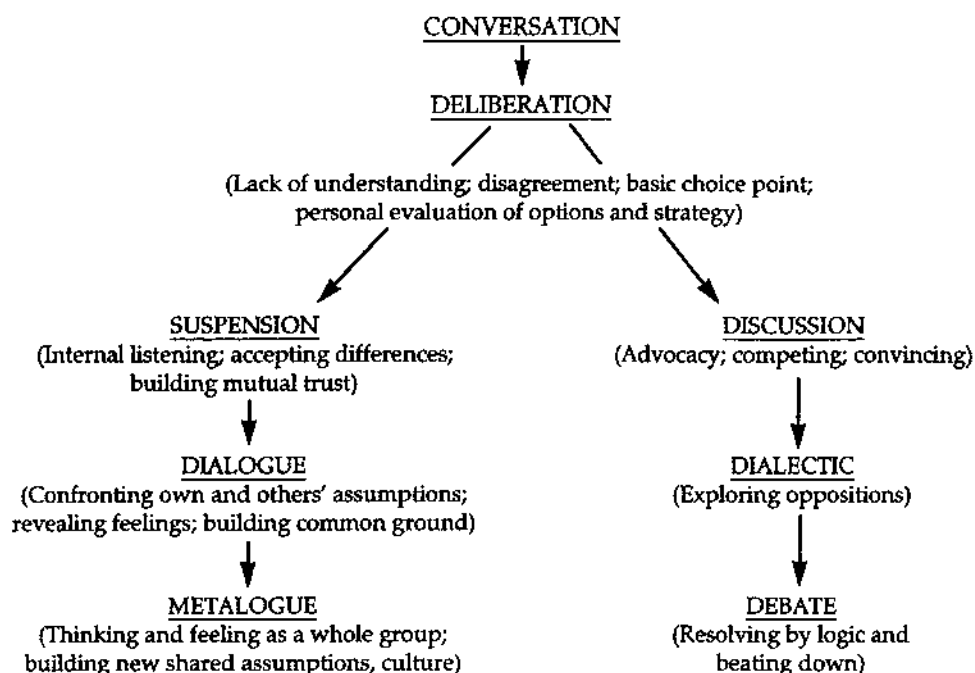 CONVERSATION
DELIBERATION
(Lack of understanding; disagreement; basic choice point;
personal evaluation of options and strategy)
SUSPENSION
(Internal listening; accepting differences;
building mutual trust)
DIALOGUE
(Confronting own and others' assumptions;
revealing feelings; building common ground)
METALOGUE
(Thinking and feeling as a whole group;
building new shared assumptions, culture)
DISCUSSION
(Advocacy; competing; convincing)
DIALECTIC
(Exploring oppositions)
DEBATE
(Resolving by logic and
beating down)